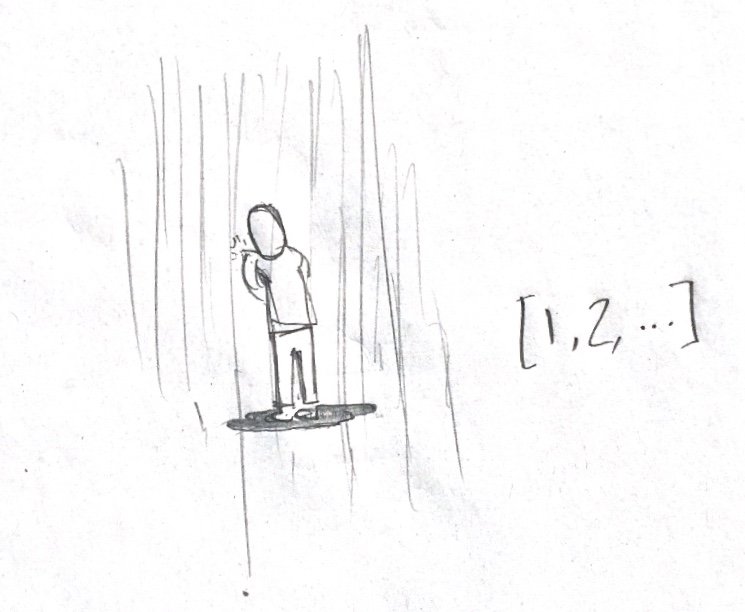 [1, 2, ...]